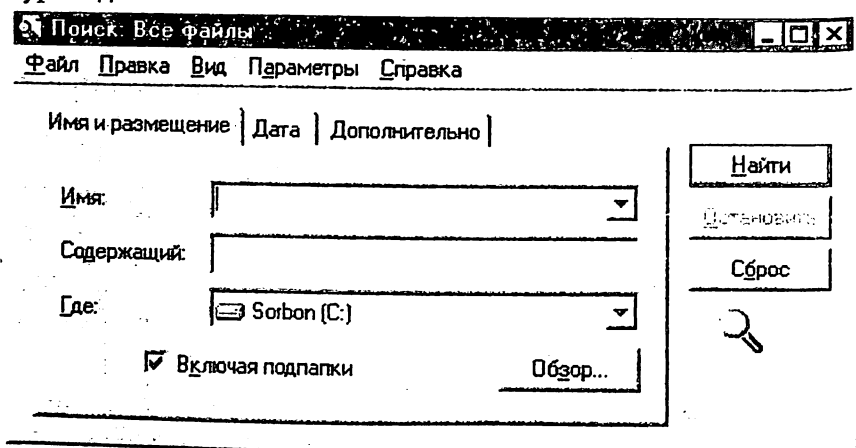 Поиск: Все файлы
Файл Правка Вид Параметры Справка
Имя и размещение Дата Дополнительно
Найти
Имя:
Остановить
Содержащий:
Сброс
Где: Sorbon (C:)
Включая подпапки Обзор...